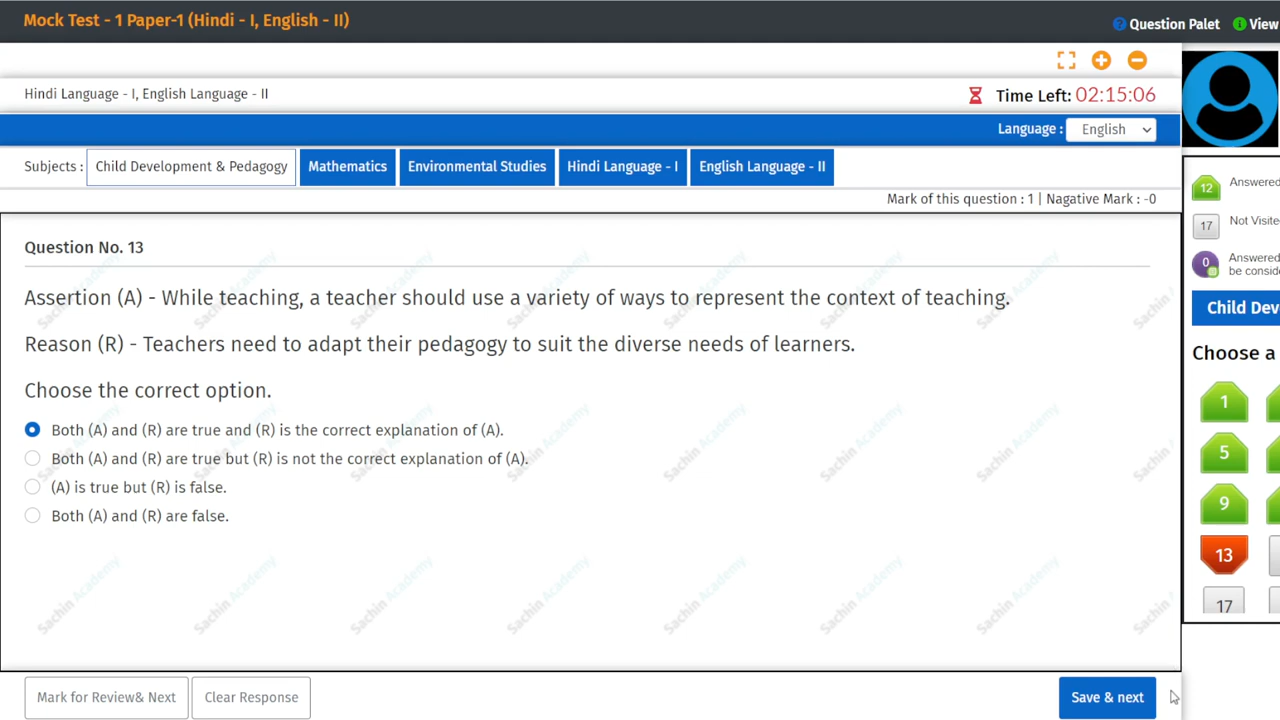 Mock Test - 1 Paper-1 (Hindi - I, English - II)
Question Palet
View
Hindi Language - I, English Language - II
Time Left: 02:15:06
Language : English
Subjects : Child Development & Pedagogy Mathematics Environmental Studies Hindi Language - I English Language - II
Mark of this question : 1 | Nagative Mark : -0
Question No. 13
Assertion (A) - While teaching, a teacher should use a variety of ways to represent the context of teaching.
Reason (R) - Teachers need to adapt their pedagogy to suit the diverse needs of learners.
Choose the correct option.
Both (A) and (R) are true and (R) is the correct explanation of (A).
Both (A) and (R) are true but (R) is not the correct explanation of (A).
(A) is true but (R) is false.
Both (A) and (R) are false.
Mark for Review& Next
Clear Response
Save & next
12 Answered
17 Not Visite
0 Answered
be consid
Child Dev
Choose a
1
5
9
13
17
Sachin Academy